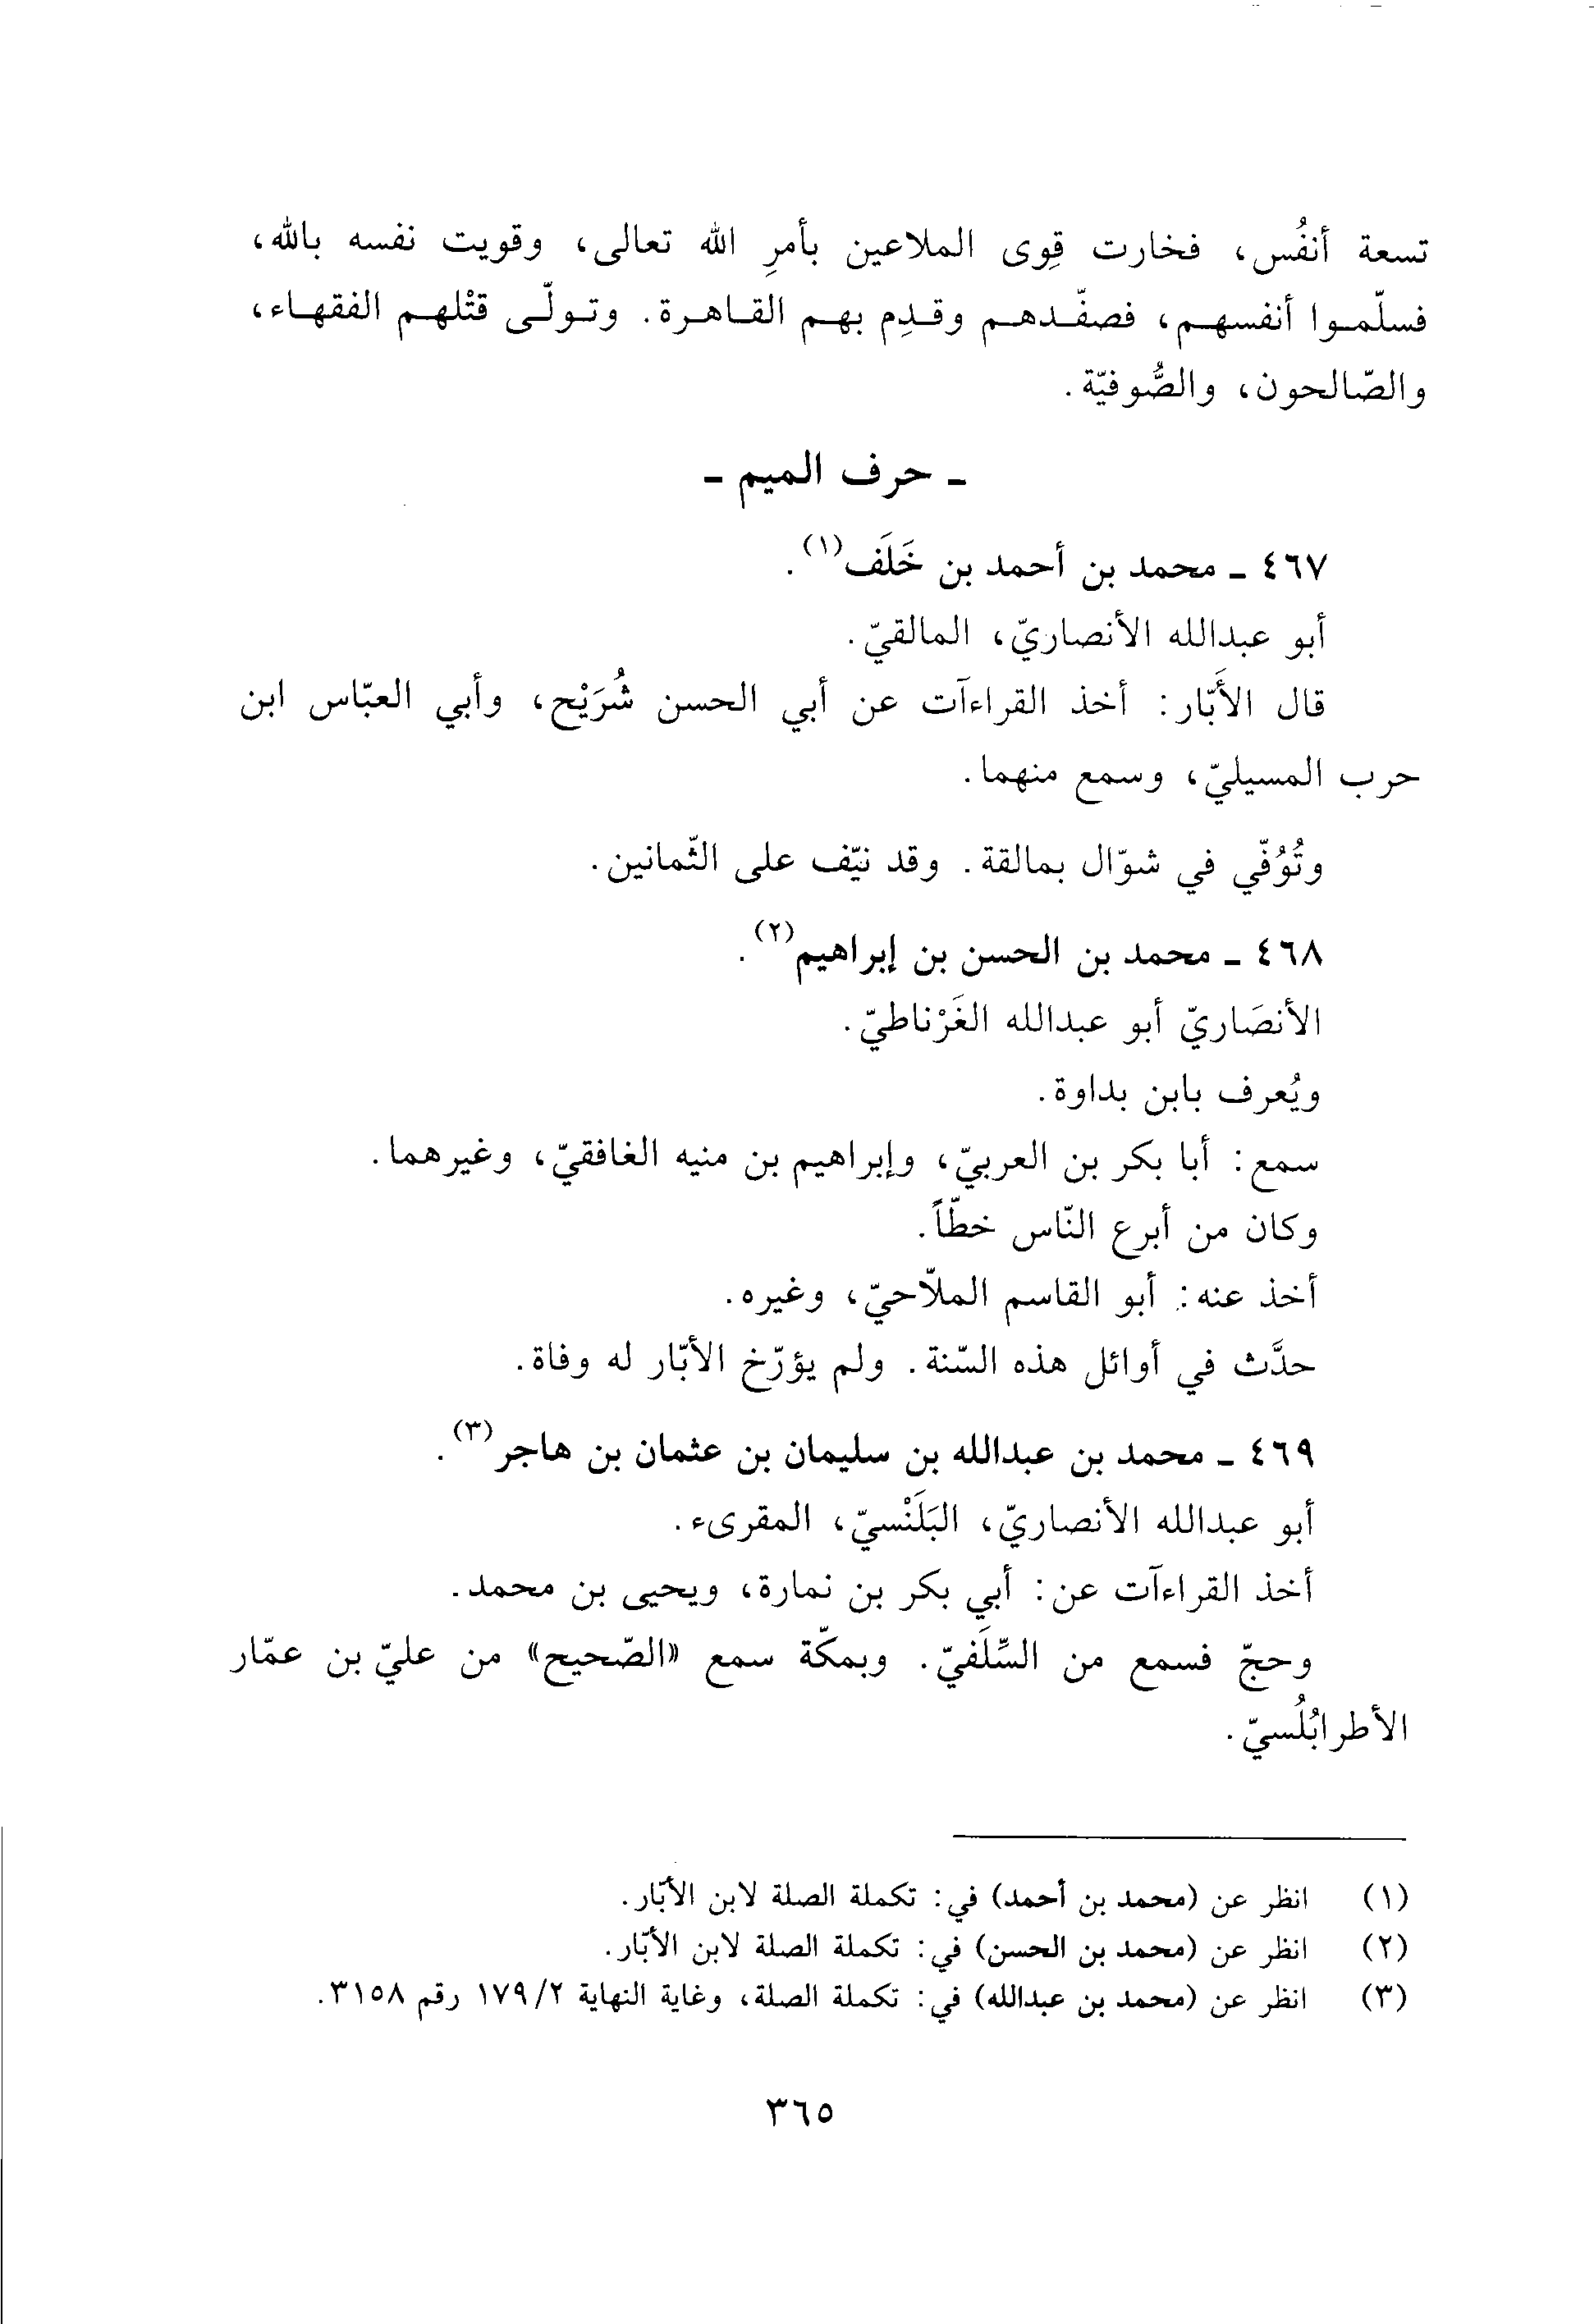 تسعة أنفُس، فخارت قِوى الملاعين بأمرِ الله تعالى، وقويت نفسه بالله،
فسلّموا أنفسهم، فصفّدهم وقدِم بهم القاهرة. وتولّى قتْلهم الفقهاء،
والصّالحون، والصُّوفيّة.
ـ حرف الميم ـ
٤٦٧ ـ محمد بن أحمد بن خَلَف(١).
أبو عبدالله الأنصاريّ، المالقيّ.
قال الأَبّار: أخذ القراءآت عن أبي الحسن شُرَيْح، وأبي العبّاس ابن
حرب المسيليّ، وسمع منهما.
وتُوُفّي في شوّال بمالقة. وقد نيّف على الثّمانين.
٤٦٨ ـ محمد بن الحسن بن إبراهيم(٢).
الأنصَاريّ أبو عبدالله الغَرْناطيّ.
ويُعرف بابن بداوة.
سمع: أبا بكر بن العربيّ، وإبراهيم بن منيه الغافقيّ، وغيرهما.
وكان من أبرع النّاس خطّاً.
أخذ عنه: أبو القاسم الملاّحيّ، وغيره.
حدَّث في أوائل هذه السّنة. ولم يؤرّخ الأبّار له وفاة.
٤٦٩ ـ محمد بن عبدالله بن سليمان بن عثمان بن هاجر(٣).
أبو عبدالله الأنصاريّ، البَلَنْسيّ، المقرىء.
أخذ القراءآت عن: أبي بكر بن نمارة، ويحيى بن محمد.
وحجّ فسمع من السِّلَفيّ. وبمكّة سمع «الصّحيح» من عليّ بن عمّار
الأطرابُلُسيّ.
(١) انظر عن (محمد بن أحمد) في: تكملة الصلة لابن الأبّار.
(٢) انظر عن (محمد بن الحسن) في: تكملة الصلة لابن الأبّار.
(٣) انظر عن (محمد بن عبدالله) في: تكملة الصلة، وغاية النهاية ١٧٩/٢ رقم ٣١٥٨.
٣٦٥